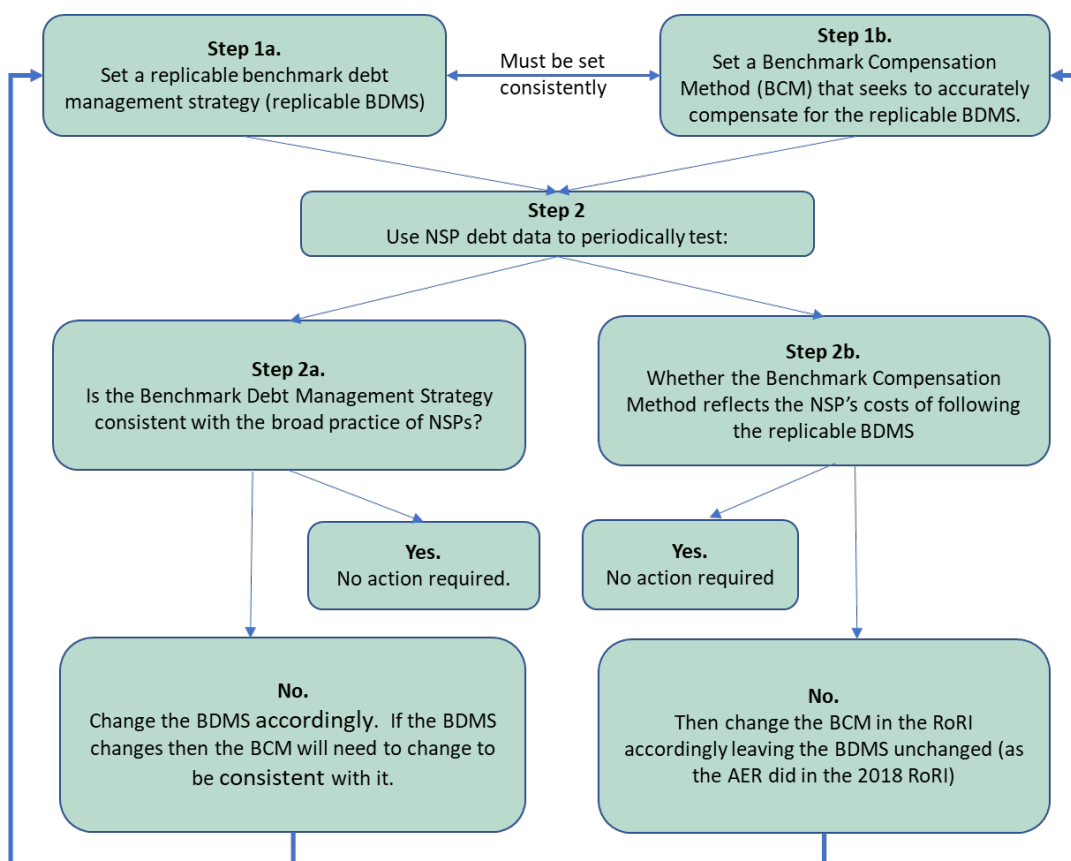 Step 1a.
Set a replicable benchmark debt
management strategy (replicable BDMS)
Must be set
consistently
Step 1b.
Set a Benchmark Compensation
Method (BCM) that seeks to accurately
compensate for the replicable BDMS.
Step 2
Use NSP debt data to periodically test:
Step 2a.
Is the Benchmark Debt Management Strategy
consistent with the broad practice of NSPs?
Step 2b.
Whether the Benchmark Compensation
Method reflects the NSP’s costs of following
the replicable BDMS
Yes.
No action required.
Yes.
No action required
No.
Change the BDMS accordingly.  If the BDMS
changes then the BCM will need to change to
be consistent with it.
No.
Then change the BCM in the RoRI
accordingly leaving the BDMS unchanged (as
the AER did in the 2018 RoRI)